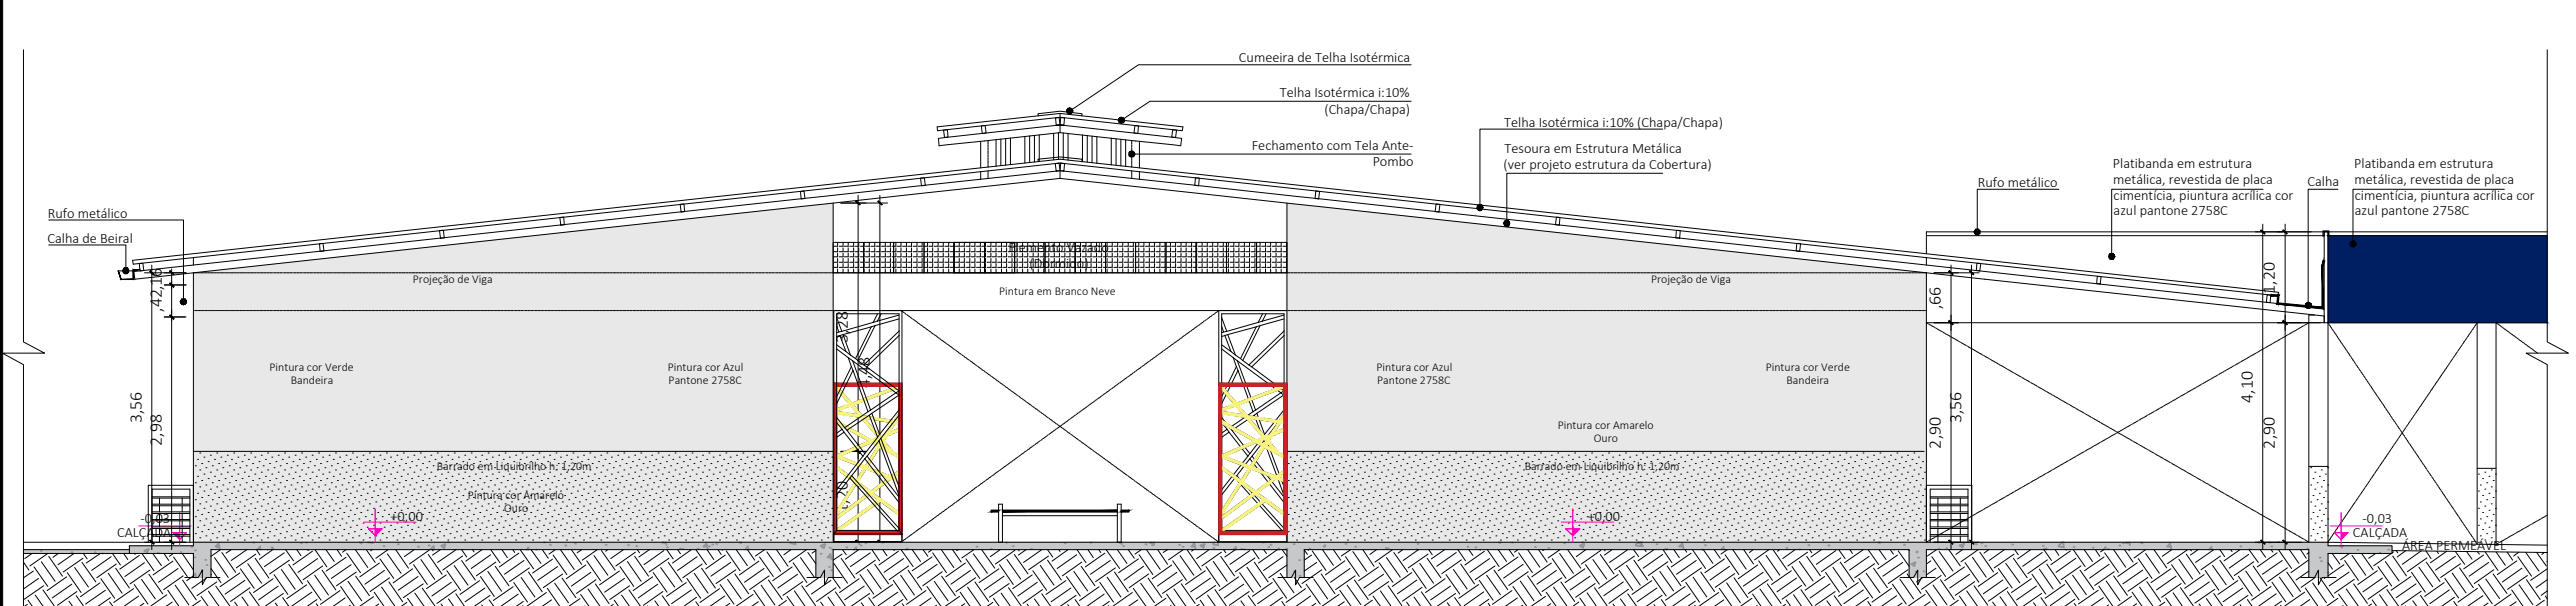 Cumeeira de Telha Isotérmica
Telha Isotérmica i:10%
(Chapa/Chapa)
Fechamento com Tela Ante-
Pombo
Telha Isotérmica i:10% (Chapa/Chapa)
Tesoura em Estrutura Metálica
(ver projeto estrutura da Cobertura)
Rufo metálico
Platibanda em estrutura
metálica, revestida de placa
cimentícia, piuntura acrílica cor
azul pantone 2758C
Calha
Platibanda em estrutura
metálica, revestida de placa
cimentícia, piuntura acrílica cor
azul pantone 2758C
Rufo metálico
Calha de Beiral
Elemento Vazado
Projeção de Viga
Pintura em Branco Neve
Projeção de Viga
,66
1,20
Pintura cor Verde
Bandeira
Pintura cor Azul
Pantone 2758C
3,28
Pintura cor Azul
Pantone 2758C
Pintura cor Verde
Bandeira
3,56
2,98
2,90
3,56
4,10
2,90
Pintura cor Amarelo
Ouro
Barrado em Liquibrilho h: 1,20m
Barrado em Liquibrilho h: 1,20m
Pintura cor Amarelo
Ouro
-0,03
CALÇADA
+0,00
+0,00
-0,03
CALÇADA
ÁREA PERMEÁVEL